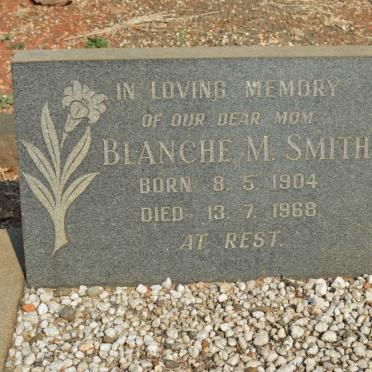 IN LOVING MEMORY
OF OUR DEAR MOM
BLANCHE M. SMITH
BORN 8. 5. 1904
DIED 13. 7. 1968
AT REST.